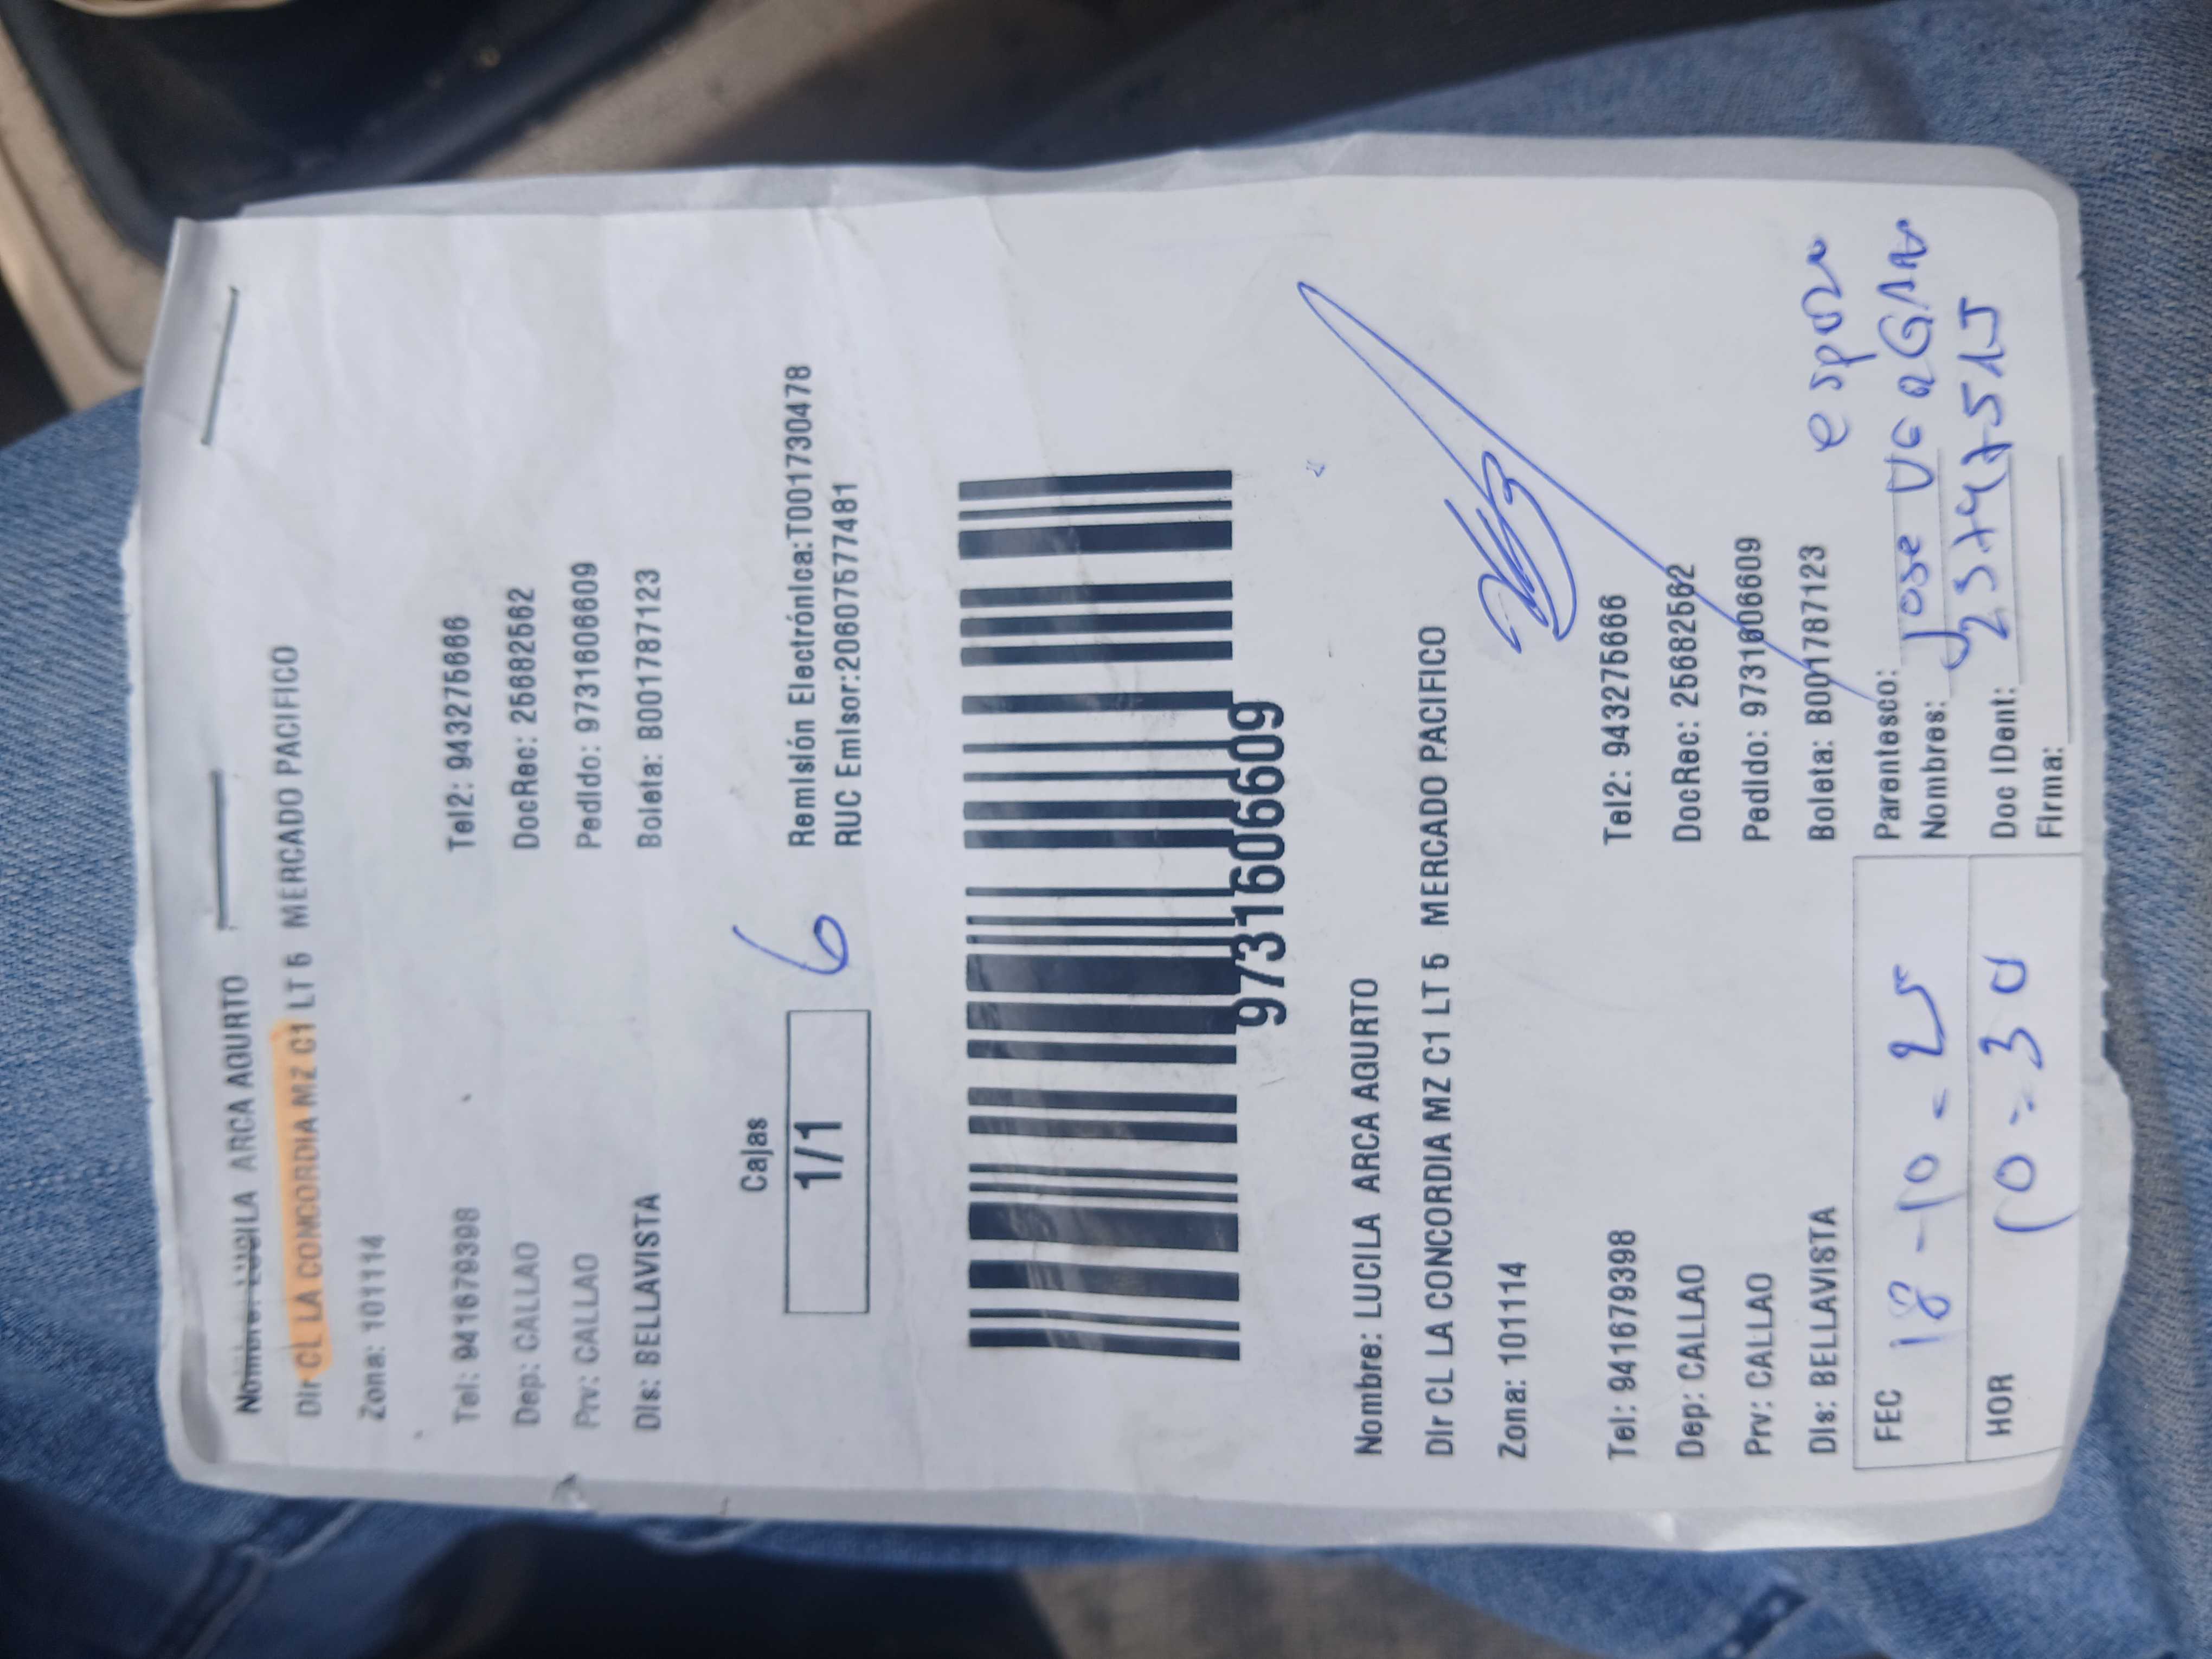 Nombre: LUCILA ARCA AGURTO
Dir CL LA CONCORDIA MZ C1 LT 5 MERCADO PACIFICO
Zona: 101114
Tel: 941679398 Tel2: 943275666
Dep: CALLAO DocRec: 25682562
Prv: CALLAO Pedido: 9731606609
Dis: BELLAVISTA Boleta: B001787123
Cajas
1/1 6 Remisión Electrónica:T001730478
RUC Emisor:20607577481
9731606609
Nombre: LUCILA ARCA AGURTO
Dir CL LA CONCORDIA MZ C1 LT 5 MERCADO PACIFICO
Zona: 101114
Tel: 941679398 Tel2: 943275666
Dep: CALLAO DocRec: 25682562
Prv: CALLAO Pedido: 9731606609
Dis: BELLAVISTA Boleta: B001787123
FEC 18-10-25 Parentesco: esposo
Nombres: Jose
HOR 10:30 Doc IDent:
Firma: